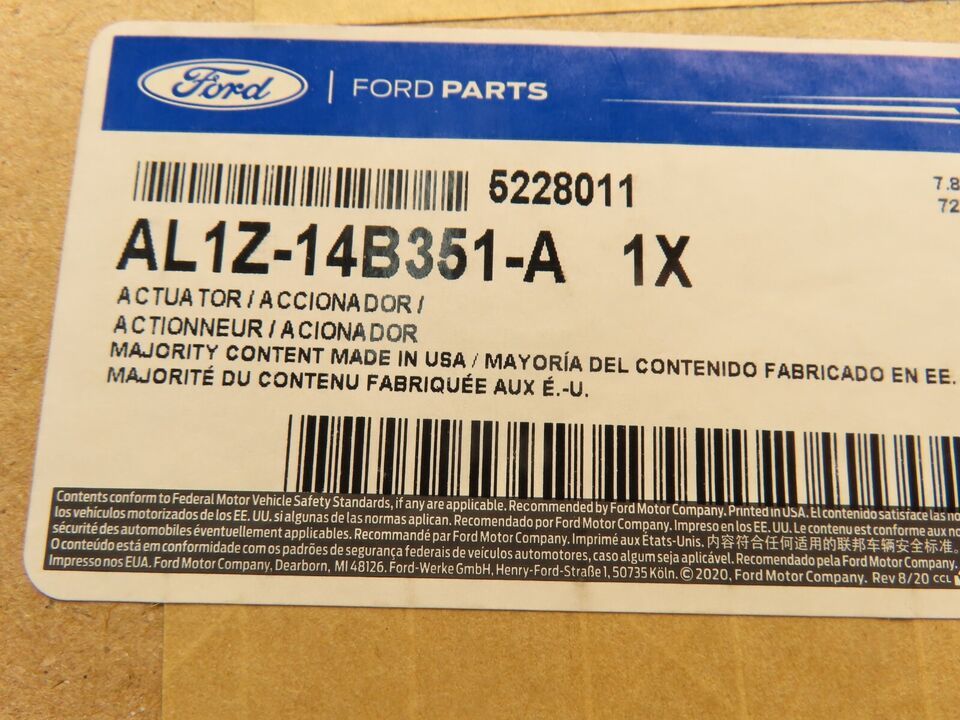 Ford | FORD PARTS
5228011
7.8
72
AL1Z-14B351-A 1X
ACTUATOR / ACCIONADOR /
ACTIONNEUR / ACIONADOR
MAJORITY CONTENT MADE IN USA / MAYORÍA DEL CONTENIDO FABRICADO EN EE.
MAJORITÉ DU CONTENU FABRIQUÉE AUX É.-U.
Contents conform to Federal Motor Vehicle Safety Standards, if any are applicable. Recommended by Ford Motor Company. Printed in USA. El contenido satisface las no
los vehículos motorizados de los EE. UU. si algunas de las normas aplican. Recomendado por Ford Motor Company. Impreso en los EE. UU. Le contenu est conforme aux no
sécurité des automobiles éventuellement applicables. Recommandé par Ford Motor Company. Imprimé aux États-Unis. 内容符合任何适用的联邦车辆安全标准。
O conteúdo está em conformidade com os padrões de segurança federais de veículos automotores, caso algum seja aplicável. Recomendado pela Ford Motor Company.
Impresso nos EUA. Ford Motor Company, Dearborn, MI 48126. Ford-Werke GmbH, Henry-Ford-Straße 1, 50735 Köln. © 2020, Ford Motor Company. Rev 8/20 CCL